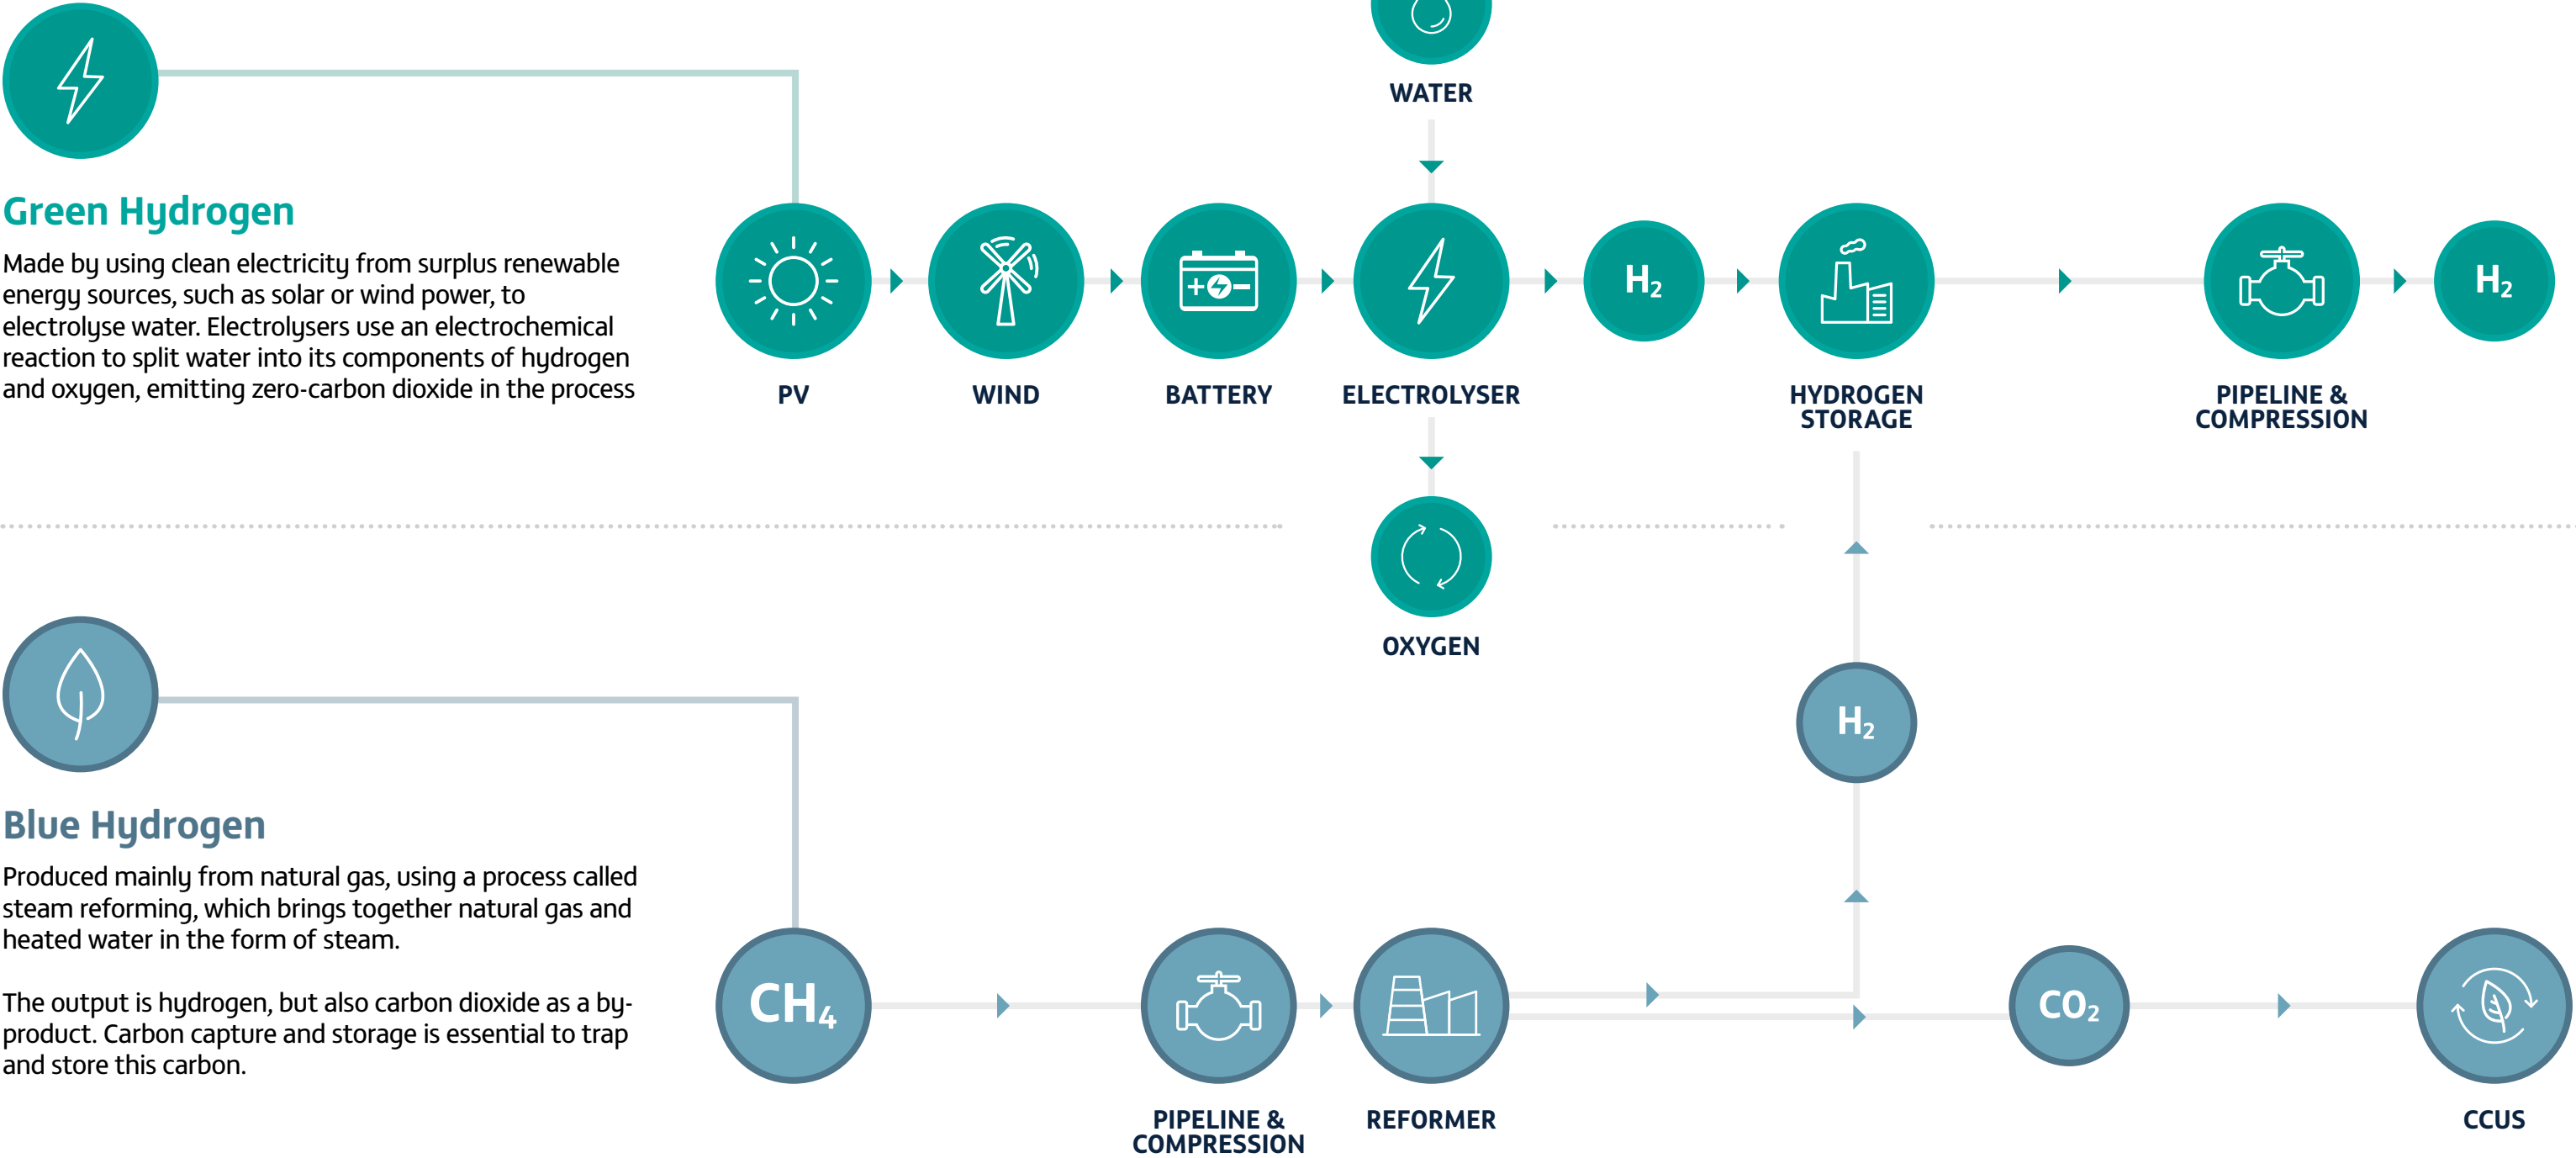 WATER
Green Hydrogen
Made by using clean electricity from surplus renewable
energy sources, such as solar or wind power, to
electrolyse water. Electrolysers use an electrochemical
reaction to split water into its components of hydrogen
and oxygen, emitting zero-carbon dioxide in the process
H₂
H₂
PV
WIND
BATTERY
ELECTROLYSER
HYDROGEN
STORAGE
PIPELINE &
COMPRESSION
OXYGEN
H₂
Blue Hydrogen
Produced mainly from natural gas, using a process called
steam reforming, which brings together natural gas and
heated water in the form of steam.
The output is hydrogen, but also carbon dioxide as a by-
product. Carbon capture and storage is essential to trap
and store this carbon.
CH₄
CO₂
PIPELINE &
COMPRESSION
REFORMER
CCUS